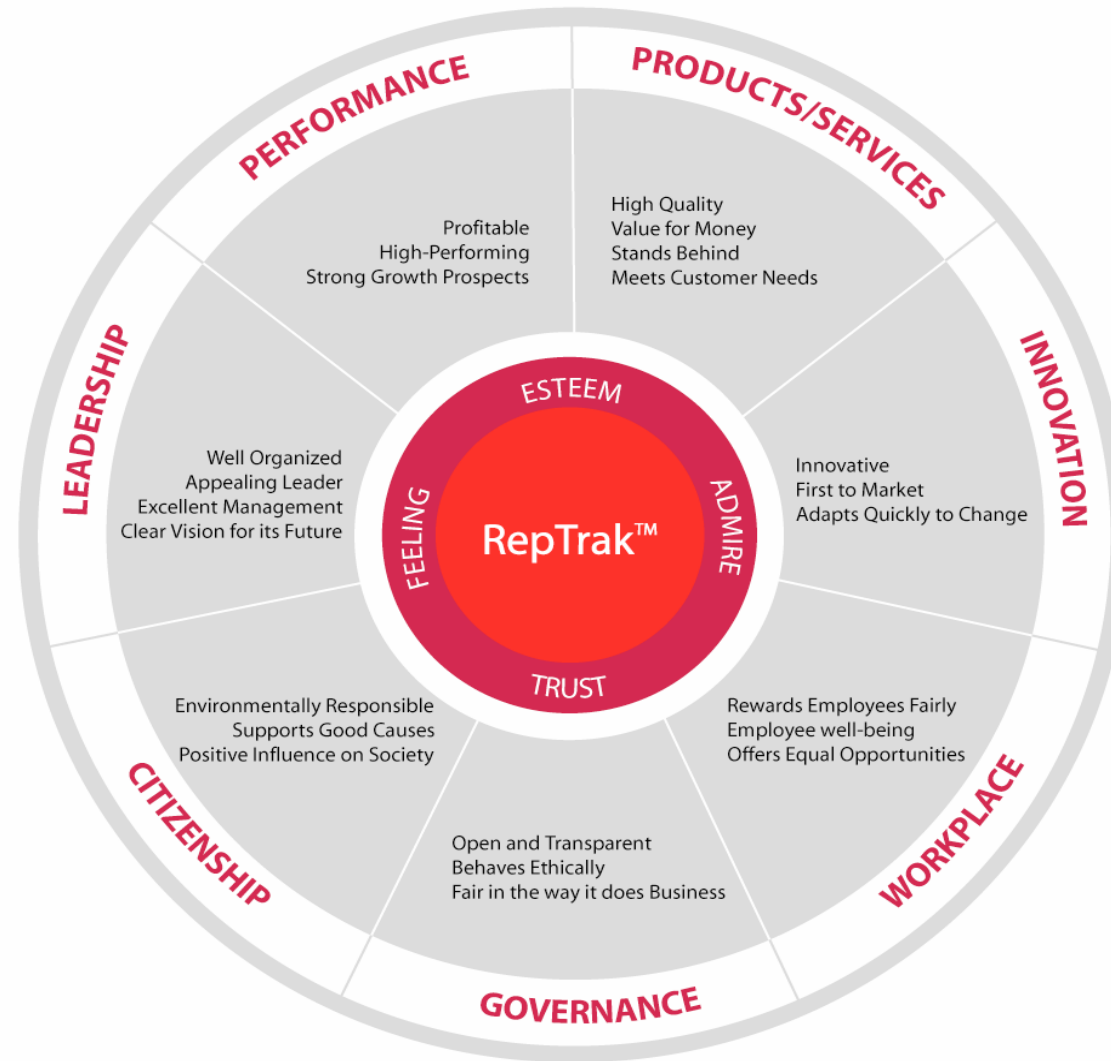 PERFORMANCE
Profitable
High-Performing
Strong Growth Prospects
PRODUCTS/SERVICES
High Quality
Value for Money
Stands Behind
Meets Customer Needs
INNOVATION
Innovative
First to Market
Adapts Quickly to Change
WORKPLACE
Rewards Employees Fairly
Employee well-being
Offers Equal Opportunities
GOVERNANCE
Open and Transparent
Behaves Ethically
Fair in the way it does Business
CITIZENSHIP
Environmentally Responsible
Supports Good Causes
Positive Influence on Society
LEADERSHIP
Well Organized
Appealing Leader
Excellent Management
Clear Vision for its Future
ESTEEM
ADMIRE
TRUST
FEELING
RepTrak™